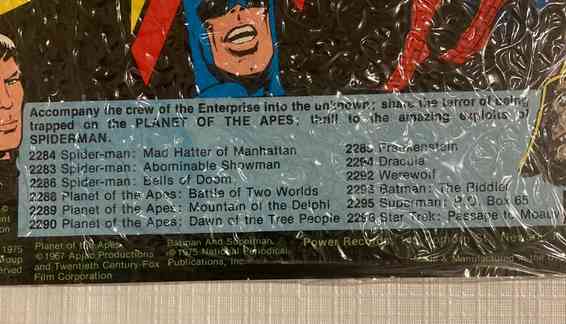 Accompany the crew of the Enterprise into the unknown; share the terror of being
trapped on the PLANET OF THE APES; thrill to the amazing exploits of
SPIDERMAN.
2284 Spider-man: Mad Hatter of Manhattan
2283 Spider-man: Abominable Showman
2286 Spider-man: Bells of Doom
2288 Planet of the Apes: Battle of Two Worlds
2289 Planet of the Apes: Mountain of the Delphi
2290 Planet of the Apes: Dawn of the Tree People
Frankenstein
2294 Dracula
2292 Werewolf
2293 Batman: The Riddler
2295 Superman: P.O. Box 65
2296 Star Trek: Passage to Moauv
1975
Planet of the Apes
© 1967 Apjac Productions
and Twentieth Century-Fox
Film Corporation
Batman And Superman
© 1975 National Periodical
Publications, Inc.
Power Records
& Manufactured in